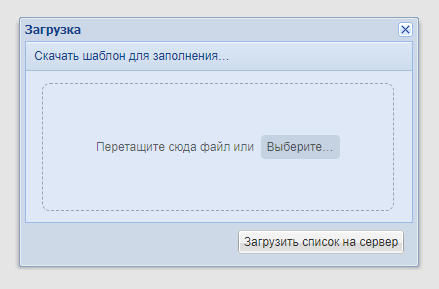 Загрузка
Скачать шаблон для заполнения...
Перетащите сюда файл или Выберите...
Загрузить список на сервер